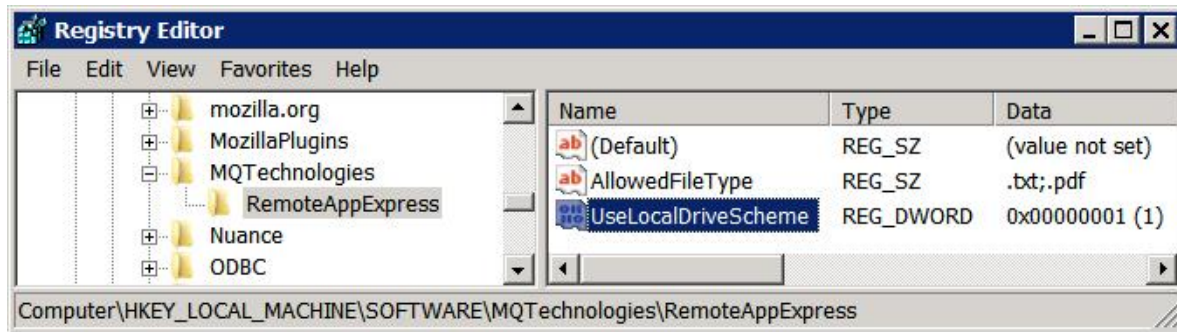 Registry Editor
File Edit View Favorites Help
mozilla.org
MozillaPlugins
MQTechnologies
RemoteAppExpress
Nuance
ODBC
Name Type Data
(Default) REG_SZ (value not set)
AllowedFileType REG_SZ .txt;.pdf
UseLocalDriveScheme REG_DWORD 0x00000001 (1)
Computer\HKEY_LOCAL_MACHINE\SOFTWARE\MQTechnologies\RemoteAppExpress